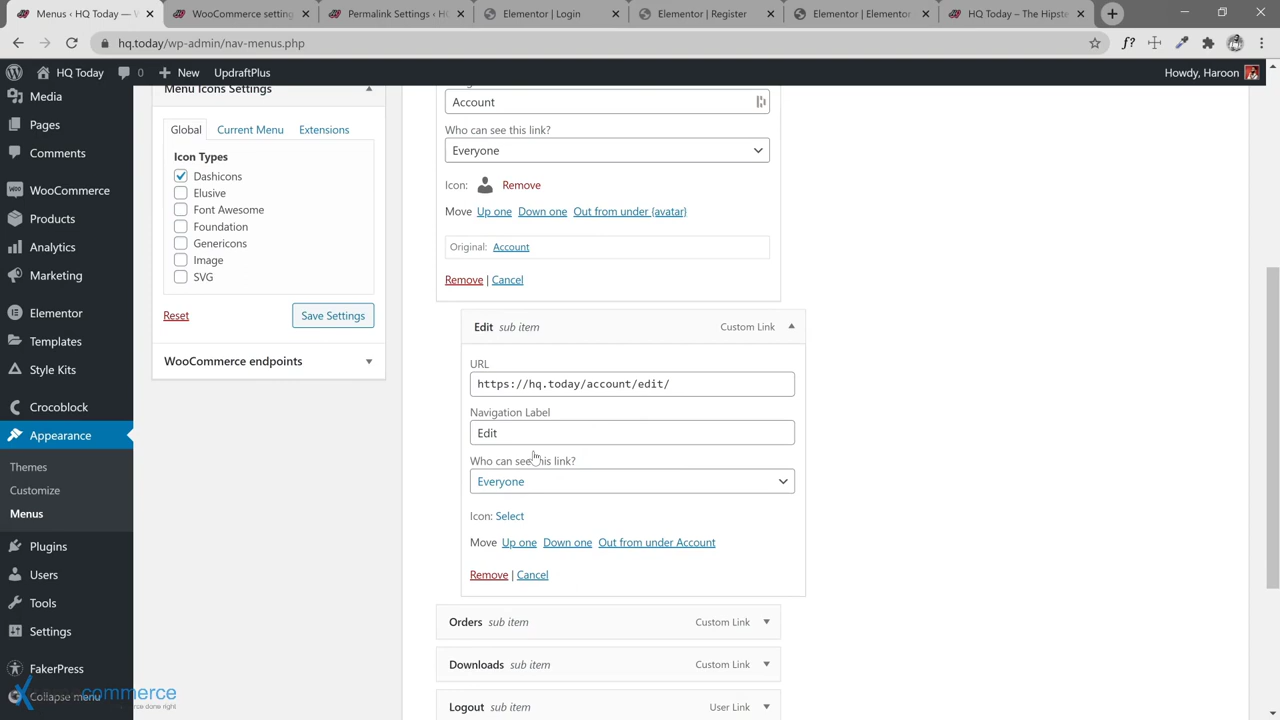 Menus ‹ HQ Today
WooCommerce setting
Permalink Settings ‹ HQ
Elementor | Login
Elementor | Register
Elementor | Elementor
HQ Today – The Hipste
hq.today/wp-admin/nav-menus.php
HQ Today
0
New
UpdraftPlus
Howdy, Haroon
Media
Pages
Comments
WooCommerce
Products
Analytics
Marketing
Elementor
Templates
Style Kits
Crocoblock
Appearance
Themes
Customize
Menus
Plugins
Users
Tools
Settings
FakerPress
Collapse menu
commerce
ecommerce done right
Menu Icons Settings
Global
Current Menu
Extensions
Icon Types
Dashicons
Elusive
Font Awesome
Foundation
Genericons
Image
SVG
Reset
Save Settings
WooCommerce endpoints
Account
Who can see this link?
Everyone
Icon: Remove
Move Up one Down one Out from under {avatar}
Original: Account
Remove | Cancel
Edit sub item Custom Link
URL
https://hq.today/account/edit/
Navigation Label
Edit
Who can see this link?
Everyone
Icon: Select
Move Up one Down one Out from under Account
Remove | Cancel
Orders sub item Custom Link
Downloads sub item Custom Link
Logout sub item User Link